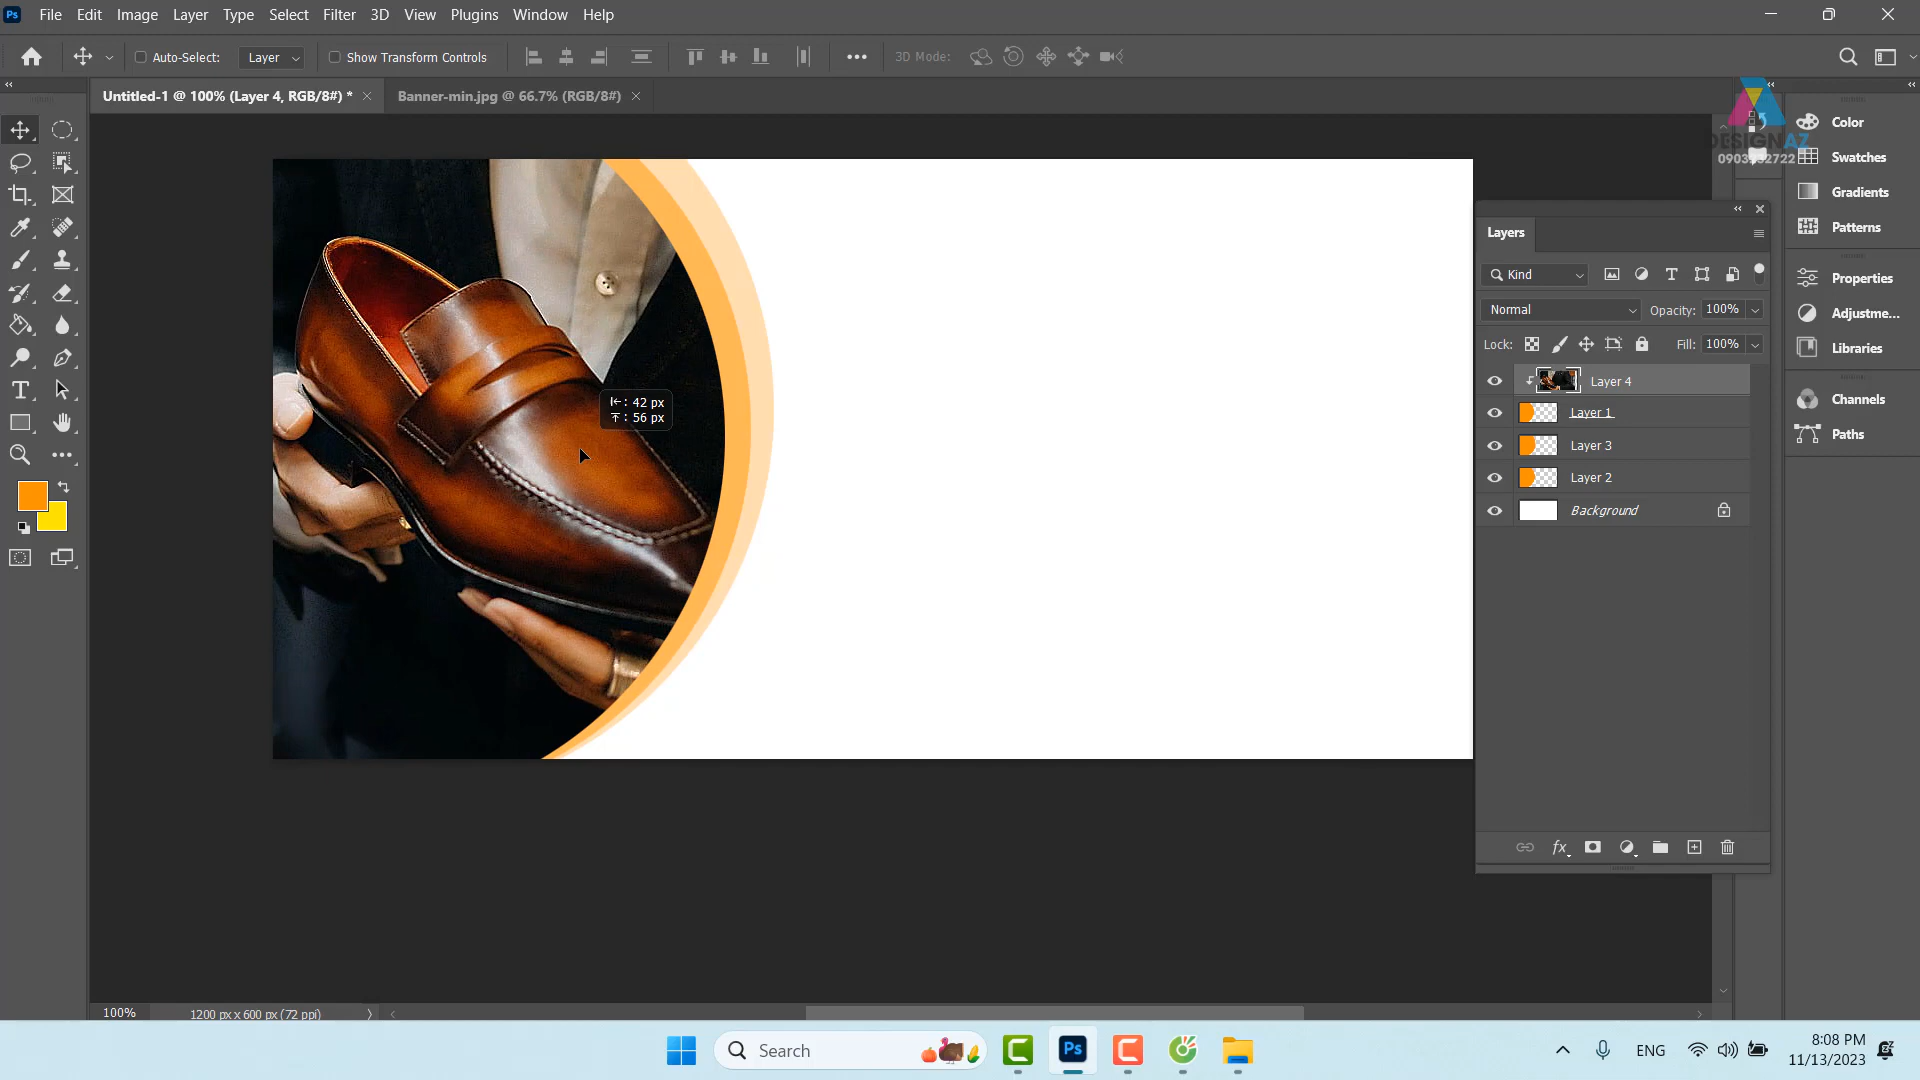 Ps File Edit Image Layer Type Select Filter 3D View Plugins Window Help
Auto-Select: Layer Show Transform Controls ••• 3D Mode:
Untitled-1 @ 100% (Layer 4, RGB/8#) * × Banner-min.jpg @ 66.7% (RGB/8#) ×
DESIGNAZ
Color
Swatches
Gradients
Patterns
Properties
Adjustme...
Libraries
Channels
Paths
Layers
Kind
Normal Opacity: 100%
Lock: Fill: 100%
Layer 4
Layer 1
Layer 3
Layer 2
Background
fx
: 42 px
: 56 px
100% 1200 px x 600 px (72 ppi)
Search
Ps
ENG
8:08 PM
11/13/2023